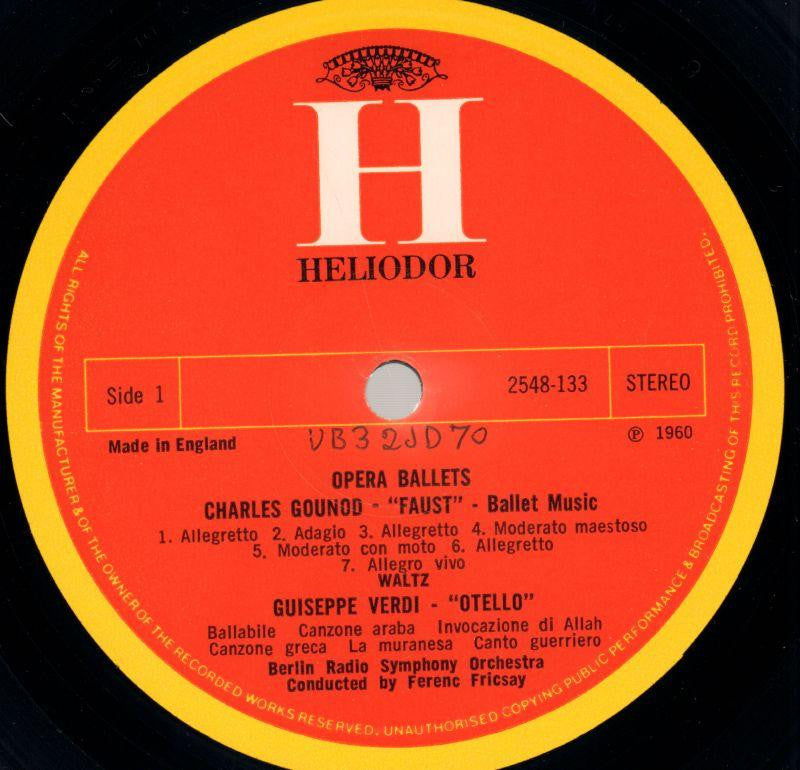 H
HELIODOR
Side 1 2548-133 STEREO
Made in England VB32JD70 ℗ 1960
OPERA BALLETS
CHARLES GOUNOD - "FAUST" - Ballet Music
1. Allegretto 2. Adagio 3. Allegretto 4. Moderato maestoso
5. Moderato con moto 6. Allegretto
7. Allegro vivo
WALTZ
GUISEPPE VERDI - "OTELLO"
Ballabile Canzone araba Invocazione di Allah
Canzone greca La muranesa Canto guerriero
Berlin Radio Symphony Orchestra
Conducted by Ferenc Fricsay
ALL RIGHTS OF THE MANUFACTURER & OF THE OWNER OF THE RECORDED WORKS RESERVED. UNAUTHORISED COPYING PUBLIC PERFORMANCE & BROADCASTING OF THIS RECORD PROHIBITED.